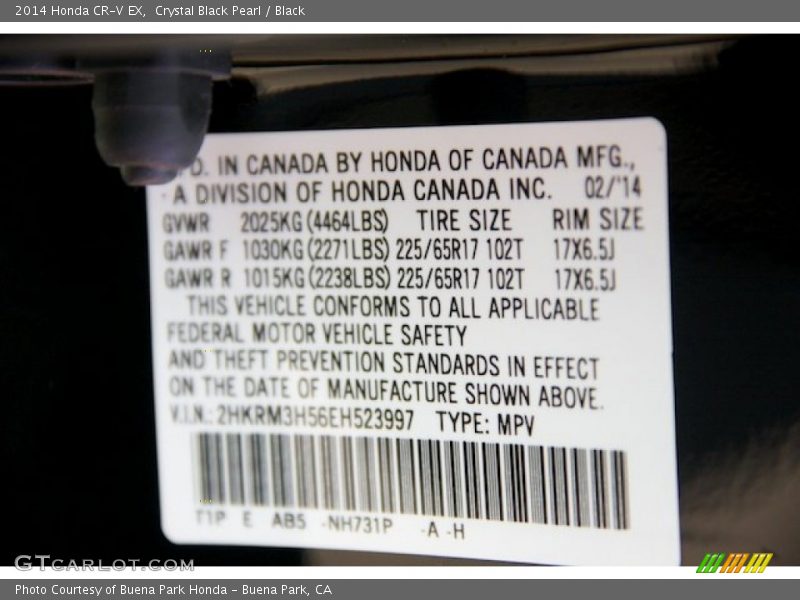 2014 Honda CR-V EX, Crystal Black Pearl / Black
D. IN CANADA BY HONDA OF CANADA MFG.,
A DIVISION OF HONDA CANADA INC. 02/'14
GVWR 2025KG (4464LBS) TIRE SIZE RIM SIZE
GAWR F 1030KG (2271LBS) 225/65R17 102T 17X6.5J
GAWR R 1015KG (2238LBS) 225/65R17 102T 17X6.5J
THIS VEHICLE CONFORMS TO ALL APPLICABLE
FEDERAL MOTOR VEHICLE SAFETY
AND THEFT PREVENTION STANDARDS IN EFFECT
ON THE DATE OF MANUFACTURE SHOWN ABOVE.
V.I.N.: 2HKRM3H56EH523997 TYPE: MPV
T1P E AB5 -NH731P -A -H
GTCARLOT.COM
Photo Courtesy of Buena Park Honda - Buena Park, CA